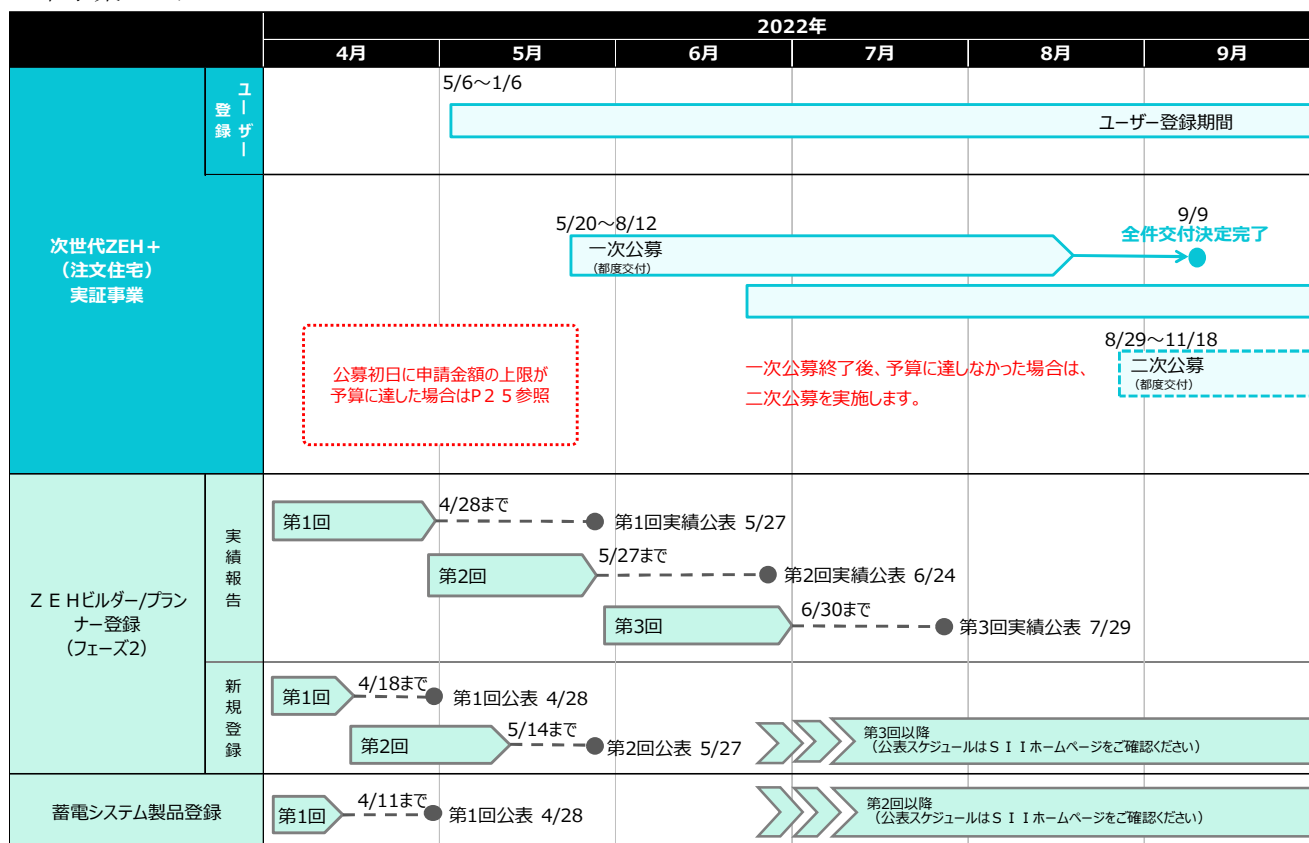 2022年
4月 5月 6月 7月 8月 9月
次世代ZEH+
(注文住宅)
実証事業
ユーザー
登録
5/6～1/6
ユーザー登録期間
5/20～8/12
一次公募
(都度交付)
9/9
全件交付決定完了
公募初日に申請金額の上限が
予算に達した場合はP25参照
一次公募終了後、予算に達しなかった場合は、
二次公募を実施します。
8/29～11/18
二次公募
(都度交付)
ZEHビルダー/プラン
ナー登録
(フェーズ2)
実績報告
第1回
4/28まで
第1回実績公表 5/27
第2回
5/27まで
第2回実績公表 6/24
第3回
6/30まで
第3回実績公表 7/29
新規登録
第1回
4/18まで
第1回公表 4/28
第2回
5/14まで
第2回公表 5/27
第3回以降
(公表スケジュールはSIIホームページをご確認ください)
蓄電システム製品登録
第1回
4/11まで
第1回公表 4/28
第2回以降
(公表スケジュールはSIIホームページをご確認ください)